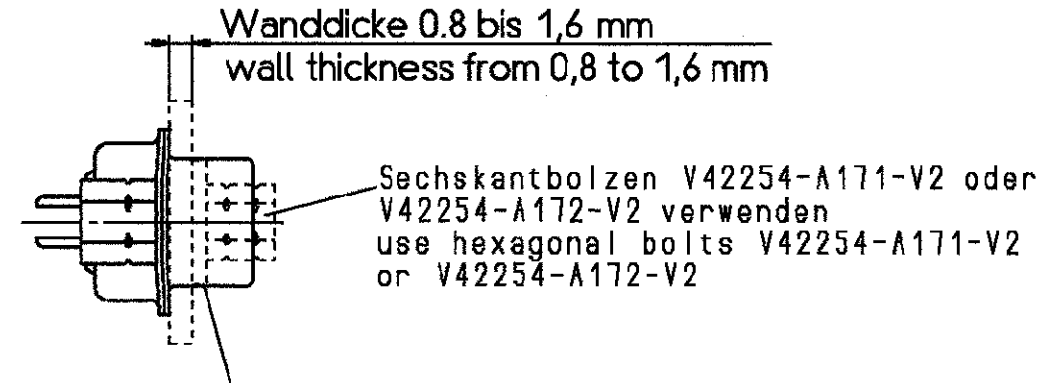 Wanddicke 0.8 bis 1,6 mm
wall thickness from 0,8 to 1,6 mm
Sechskantbolzen V42254-A171-V2 oder
V42254-A172-V2 verwenden
use hexagonal bolts V42254-A171-V2
or V42254-A172-V2